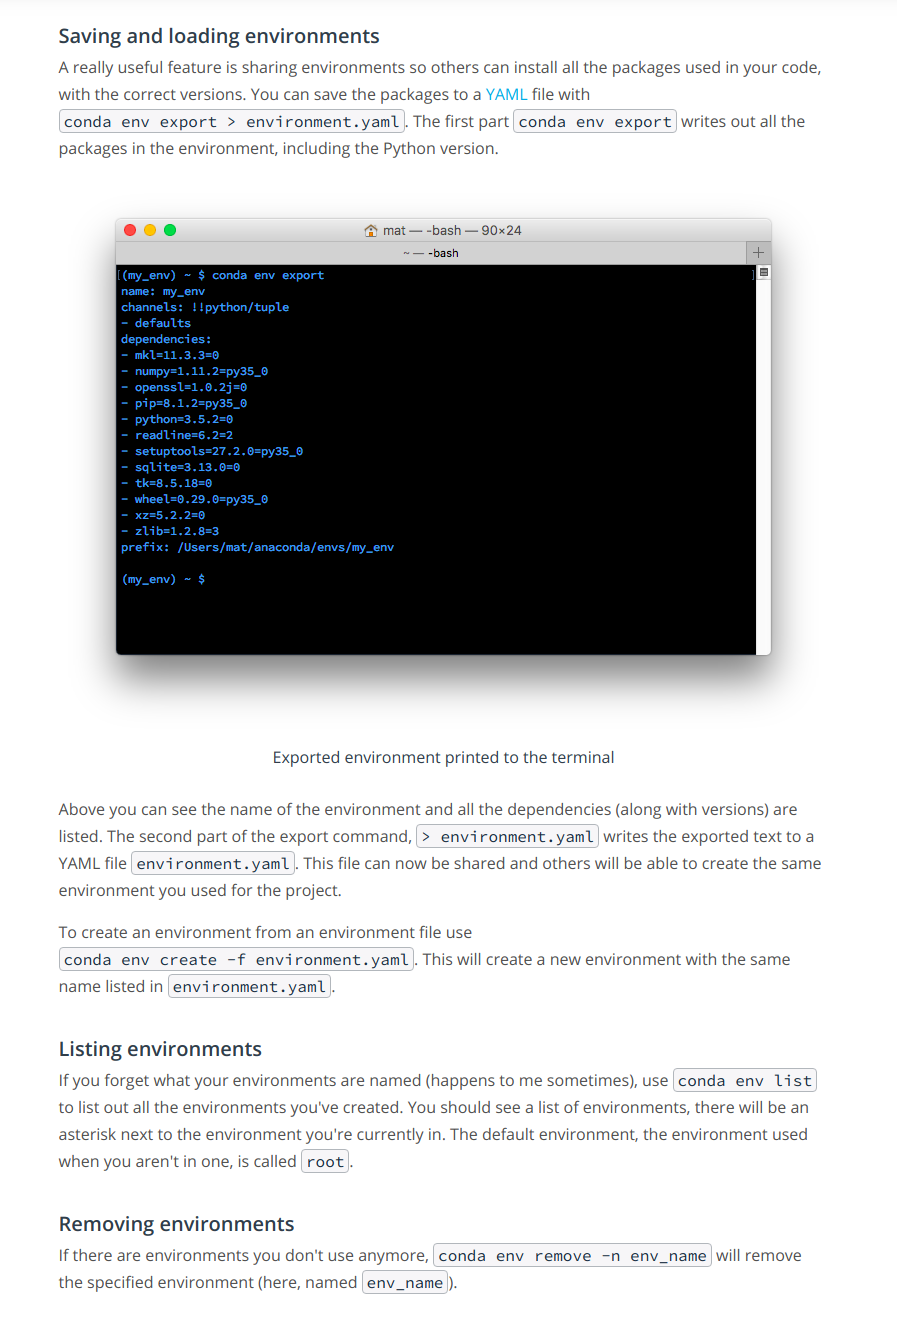 Saving and loading environments
A really useful feature is sharing environments so others can install all the packages used in your code,
with the correct versions. You can save the packages to a YAML file with
conda env export > environment.yaml. The first part conda env export writes out all the
packages in the environment, including the Python version.
mat — -bash — 90×24
~ — -bash
[(my_env) ~ $ conda env export ]
name: my_env
channels: !!python/tuple
- defaults
dependencies:
- mkl=11.3.3=0
- numpy=1.11.2=py35_0
- openssl=1.0.2j=0
- pip=8.1.2=py35_0
- python=3.5.2=0
- readline=6.2=2
- setuptools=27.2.0=py35_0
- sqlite=3.13.0=0
- tk=8.5.18=0
- wheel=0.29.0=py35_0
- xz=5.2.2=0
- zlib=1.2.8=3
prefix: /Users/mat/anaconda/envs/my_env
(my_env) ~ $
Exported environment printed to the terminal
Above you can see the name of the environment and all the dependencies (along with versions) are
listed. The second part of the export command, > environment.yaml writes the exported text to a
YAML file environment.yaml. This file can now be shared and others will be able to create the same
environment you used for the project.
To create an environment from an environment file use
conda env create -f environment.yaml. This will create a new environment with the same
name listed in environment.yaml.
Listing environments
If you forget what your environments are named (happens to me sometimes), use conda env list
to list out all the environments you've created. You should see a list of environments, there will be an
asterisk next to the environment you're currently in. The default environment, the environment used
when you aren't in one, is called root.
Removing environments
If there are environments you don't use anymore, conda env remove -n env_name will remove
the specified environment (here, named env_name).